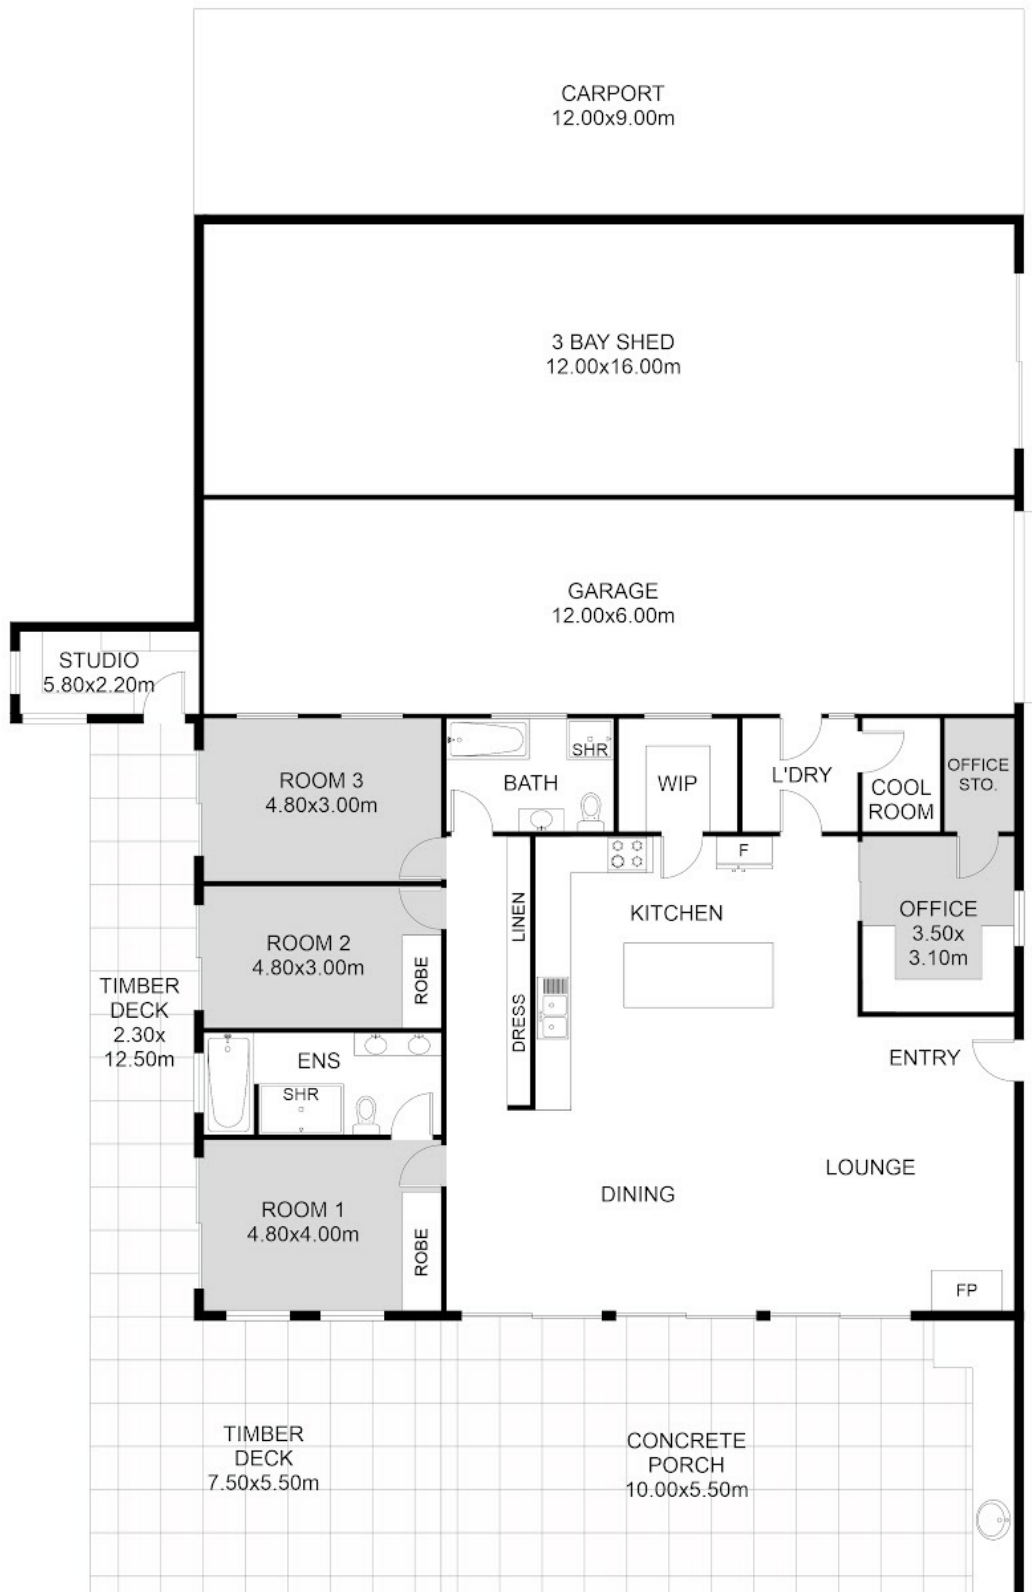 CARPORT
12.00x9.00m
3 BAY SHED
12.00x16.00m
GARAGE
12.00x6.00m
STUDIO
5.80x2.20m
ROOM 3
4.80x3.00m
BATH
SHR
WIP
L'DRY
COOL
ROOM
OFFICE
STO.
F
KITCHEN
LINEN
DRESS
OFFICE
3.50x
3.10m
ROOM 2
4.80x3.00m
ROBE
TIMBER
DECK
2.30x
12.50m
ENS
SHR
ENTRY
LOUNGE
DINING
ROOM 1
4.80x4.00m
ROBE
FP
TIMBER
DECK
7.50x5.50m
CONCRETE
PORCH
10.00x5.50m